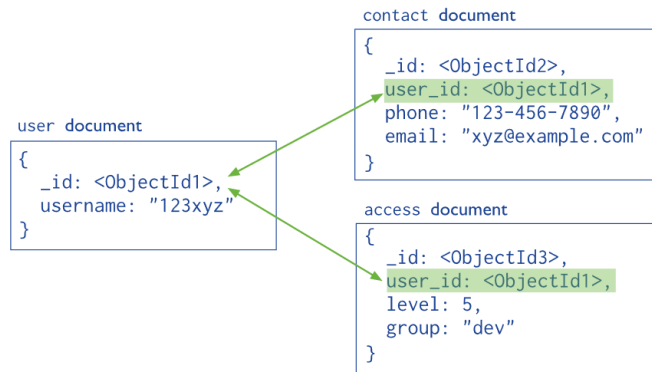 user document
{
_id: <ObjectId1>,
username: "123xyz"
}
contact document
{
_id: <ObjectId2>,
user_id: <ObjectId1>,
phone: "123-456-7890",
email: "xyz@example.com"
}
access document
{
_id: <ObjectId3>,
user_id: <ObjectId1>,
level: 5,
group: "dev"
}